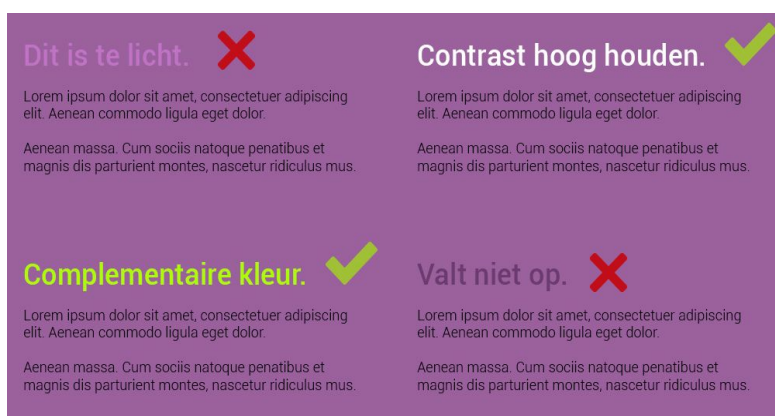 Dit is te licht.
Lorem ipsum dolor sit amet, consectetuer adipiscing
elit. Aenean commodo ligula eget dolor.
Aenean massa. Cum sociis natoque penatibus et
magnis dis parturient montes, nascetur ridiculus mus.
Contrast hoog houden.
Lorem ipsum dolor sit amet, consectetuer adipiscing
elit. Aenean commodo ligula eget dolor.
Aenean massa. Cum sociis natoque penatibus et
magnis dis parturient montes, nascetur ridiculus mus.
Complementaire kleur.
Lorem ipsum dolor sit amet, consectetuer adipiscing
elit. Aenean commodo ligula eget dolor.
Aenean massa. Cum sociis natoque penatibus et
magnis dis parturient montes, nascetur ridiculus mus.
Valt niet op.
Lorem ipsum dolor sit amet, consectetuer adipiscing
elit. Aenean commodo ligula eget dolor.
Aenean massa. Cum sociis natoque penatibus et
magnis dis parturient montes, nascetur ridiculus mus.